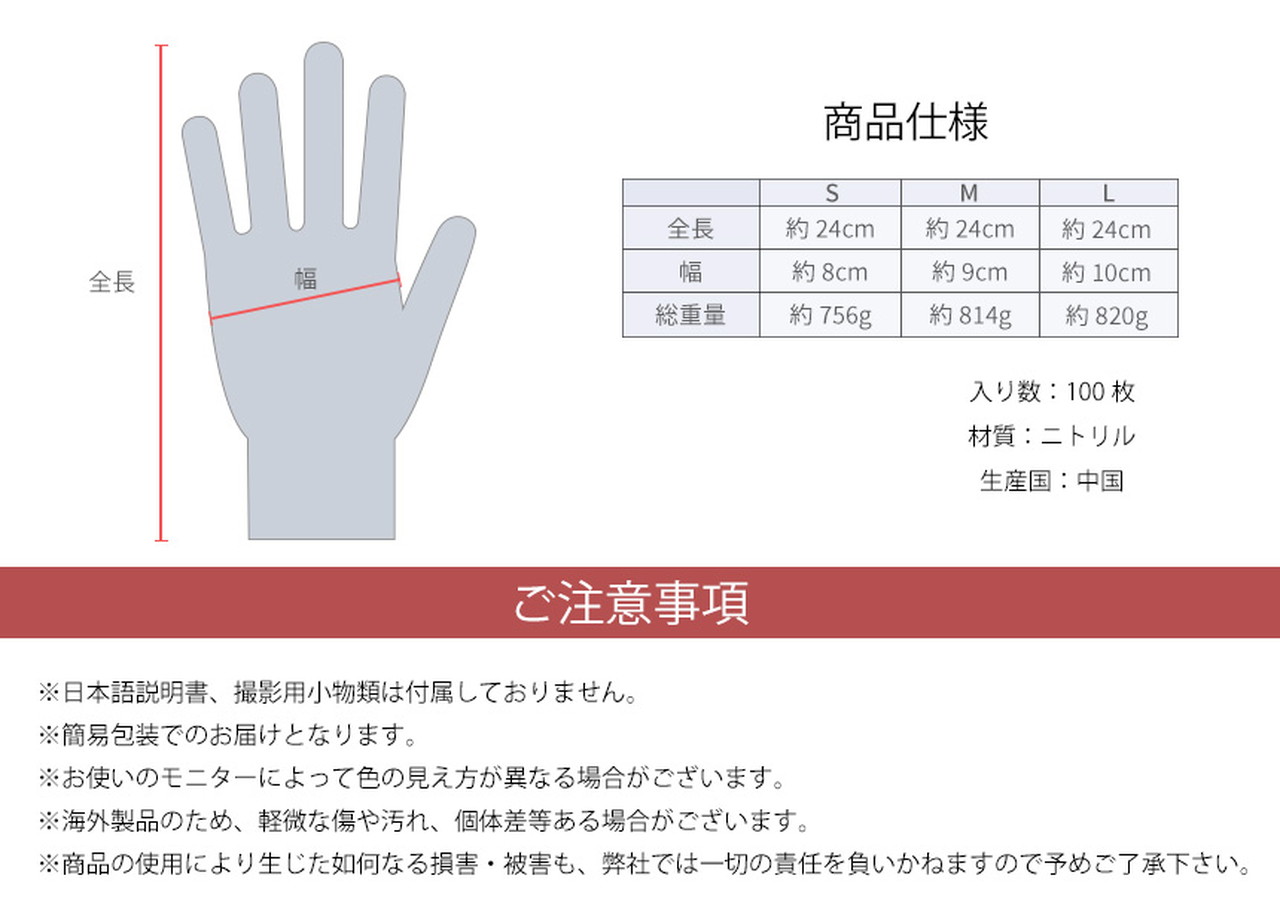 全長
幅
商品仕様
S M L
全長 約 24cm 約 24cm 約 24cm
幅 約 8cm 約 9cm 約 10cm
総重量 約 756g 約 814g 約 820g
入り数：100 枚
材質：ニトリル
生産国：中国
ご注意事項
※日本語説明書、撮影用小物類は付属しておりません。
※簡易包装でのお届けとなります。
※お使いのモニターによって色の見え方が異なる場合がございます。
※海外製品のため、軽微な傷や汚れ、個体差等ある場合がございます。
※商品の使用により生じた如何なる損害・被害も、弊社では一切の責任を負いかねますので予めご了承下さい。